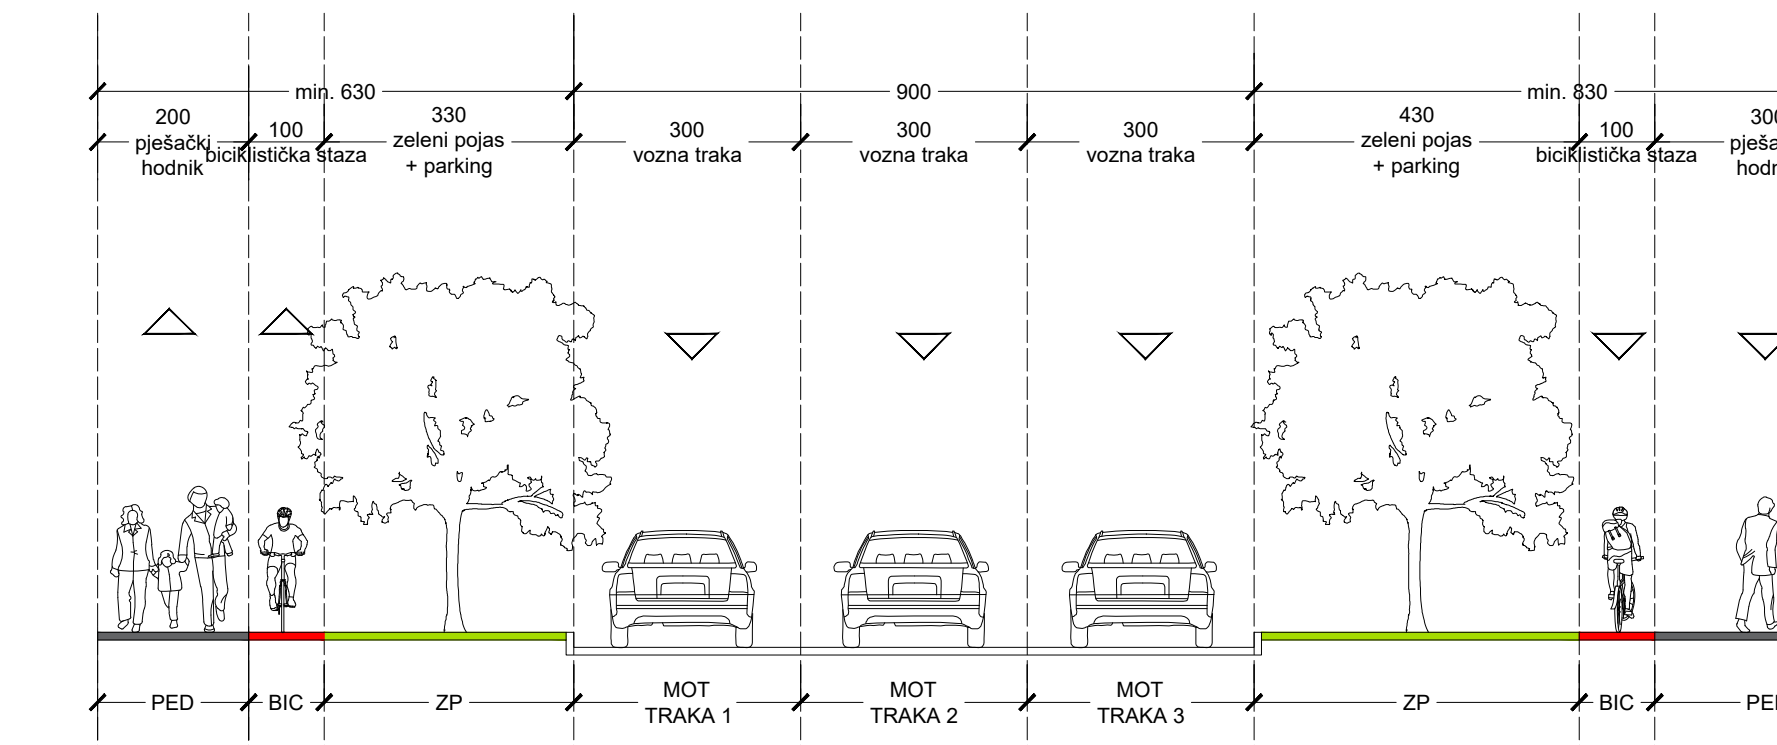 min. 630
900
min. 830
200
pješački
hodnik
100
biciklistička staza
330
zeleni pojas
+ parking
300
vozna traka
300
vozna traka
300
vozna traka
430
zeleni pojas
+ parking
100
biciklistička staza
PED
BIC
ZP
MOT
TRAKA 1
MOT
TRAKA 2
MOT
TRAKA 3
ZP
BIC